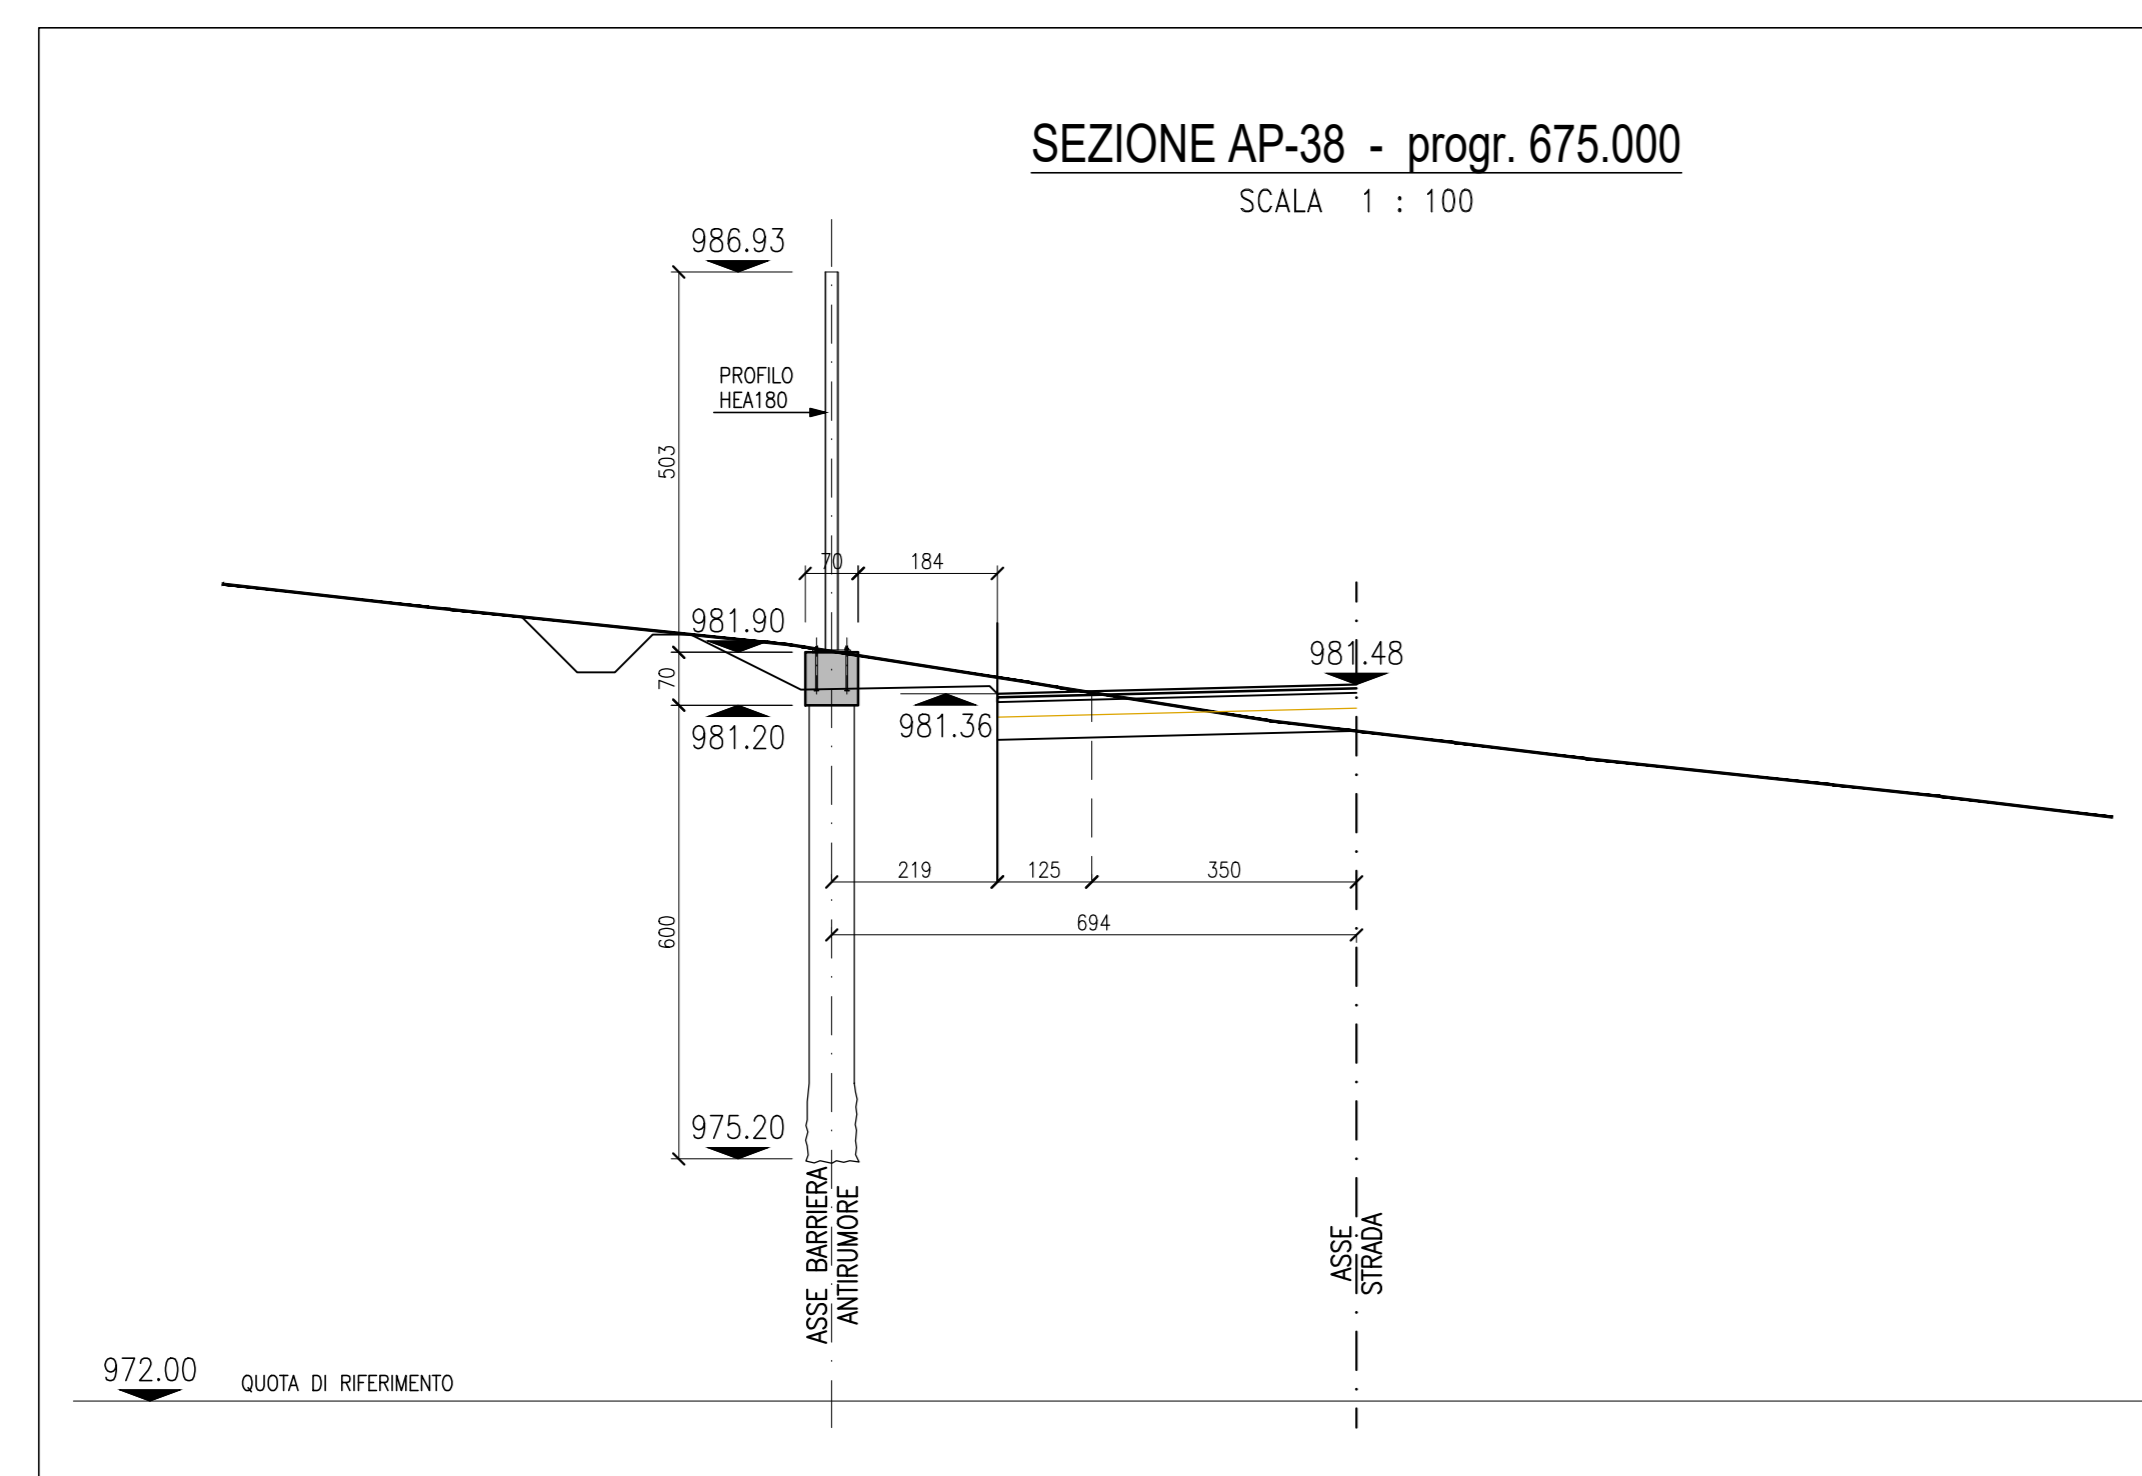 SEZIONE AP-38 - progr. 675.000
SCALA 1 : 100
986.93
PROFILO
HEA180
503
70
184
981.90
981.48
70
981.36
981.20
219
125
350
694
600
975.20
ASSE BARRIERA
ANTIRUMORE
ASSE
STRADA
972.00
QUOTA DI RIFERIMENTO